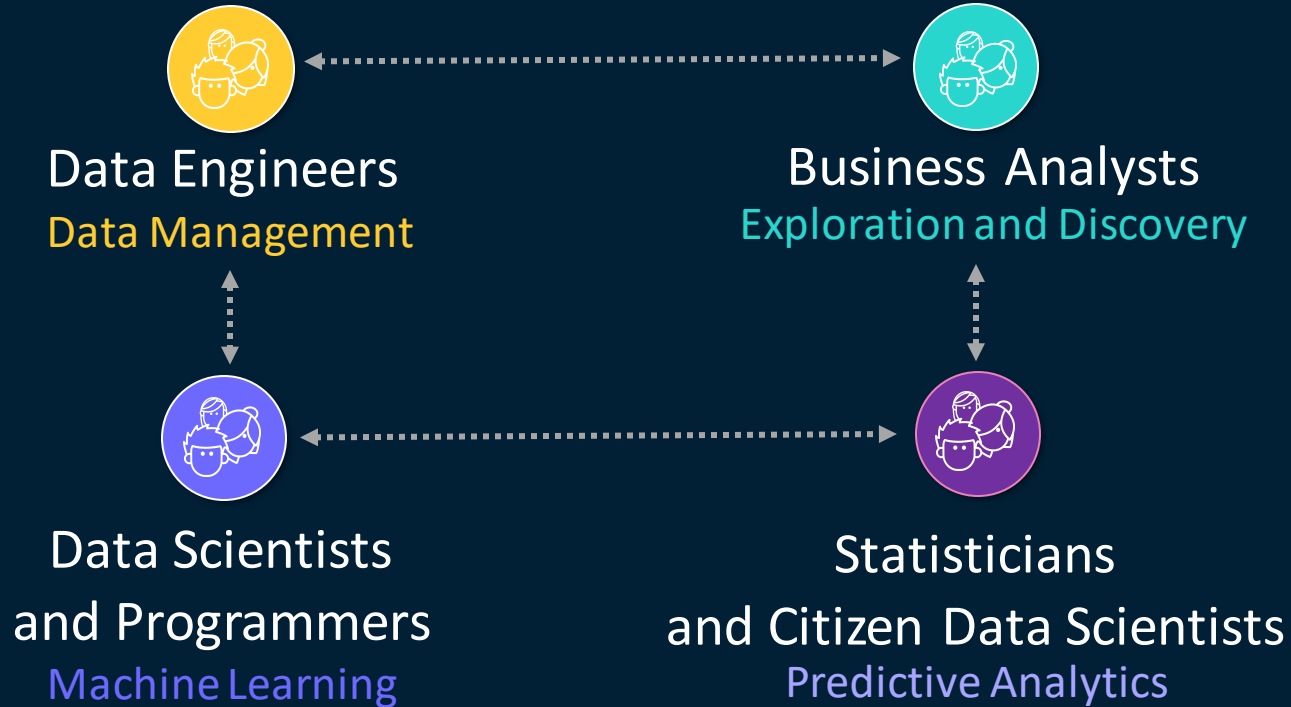 Data Engineers
Data Management
Business Analysts
Exploration and Discovery
Data Scientists
and Programmers
Machine Learning
Statisticians
and Citizen Data Scientists
Predictive Analytics